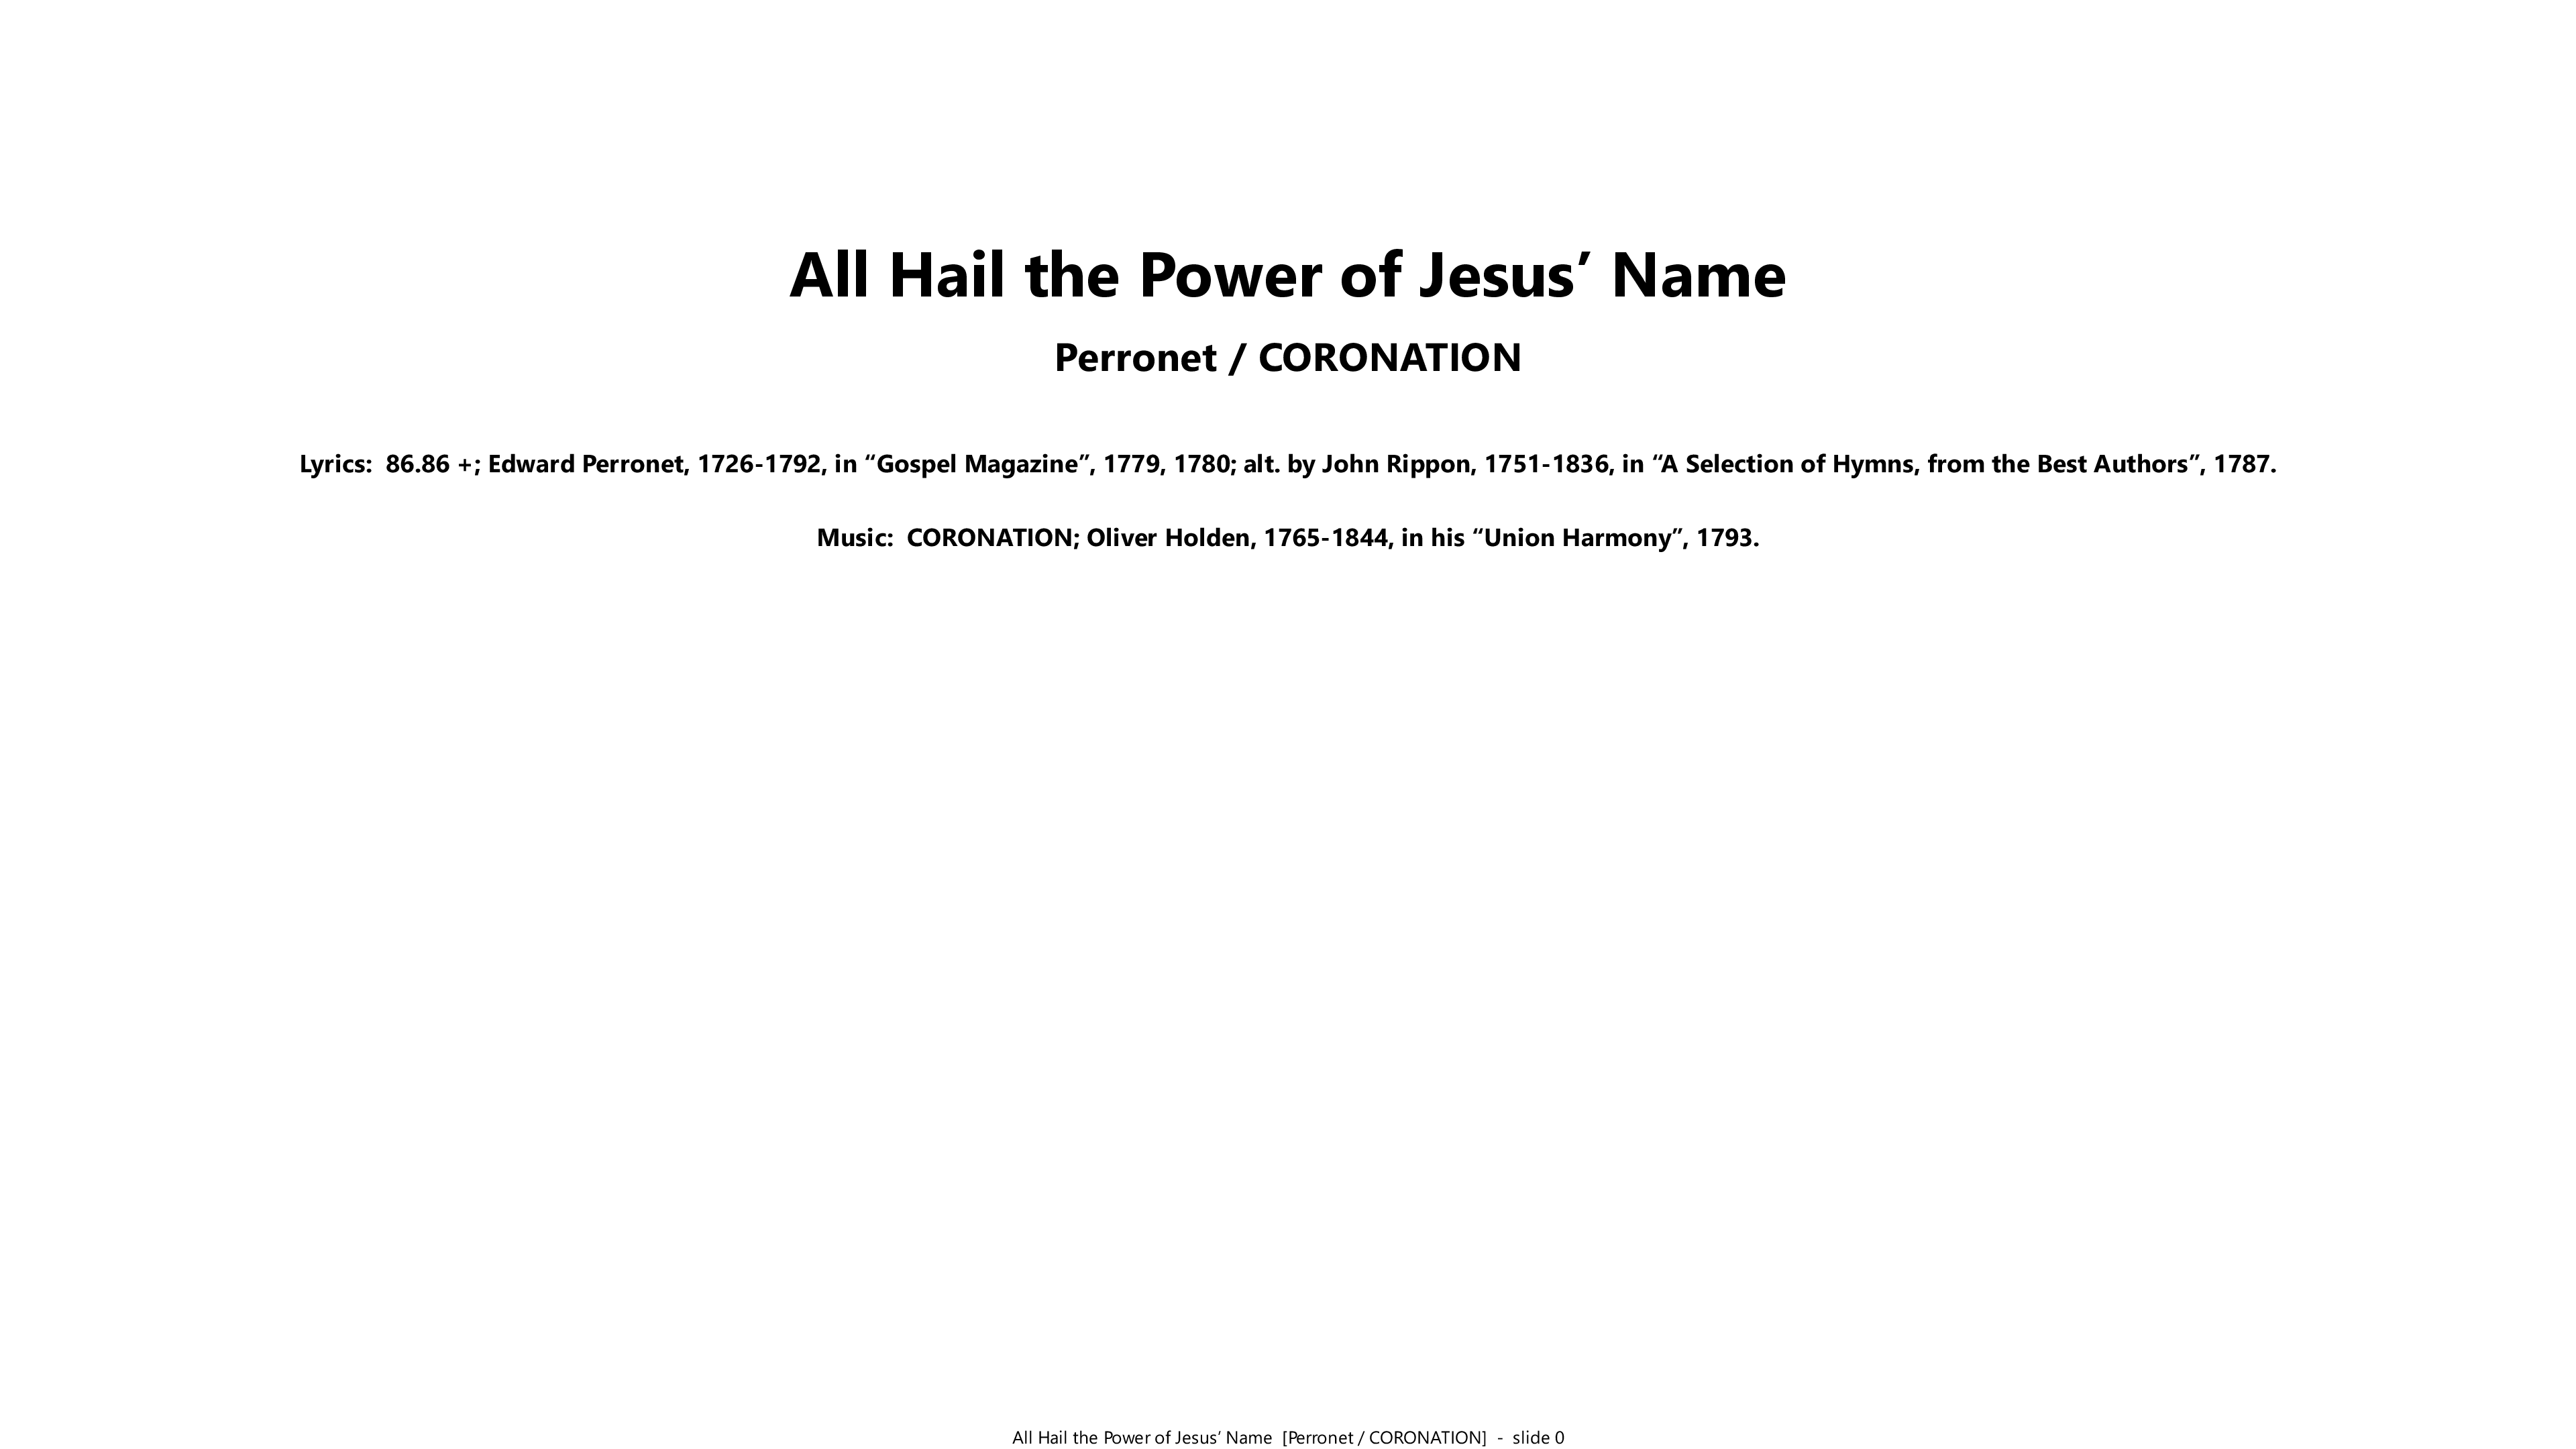 All Hail the Power of Jesus’ Name
Perronet / CORONATION
Lyrics:  86.86 +; Edward Perronet, 1726-1792, in “Gospel Magazine”, 1779, 1780; alt. by John Rippon, 1751-1836, in “A Selection of Hymns, from the Best Authors”, 1787.
Music:  CORONATION; Oliver Holden, 1765-1844, in his “Union Harmony”, 1793.
All Hail the Power of Jesus’ Name  [Perronet / CORONATION]  -  slide 0